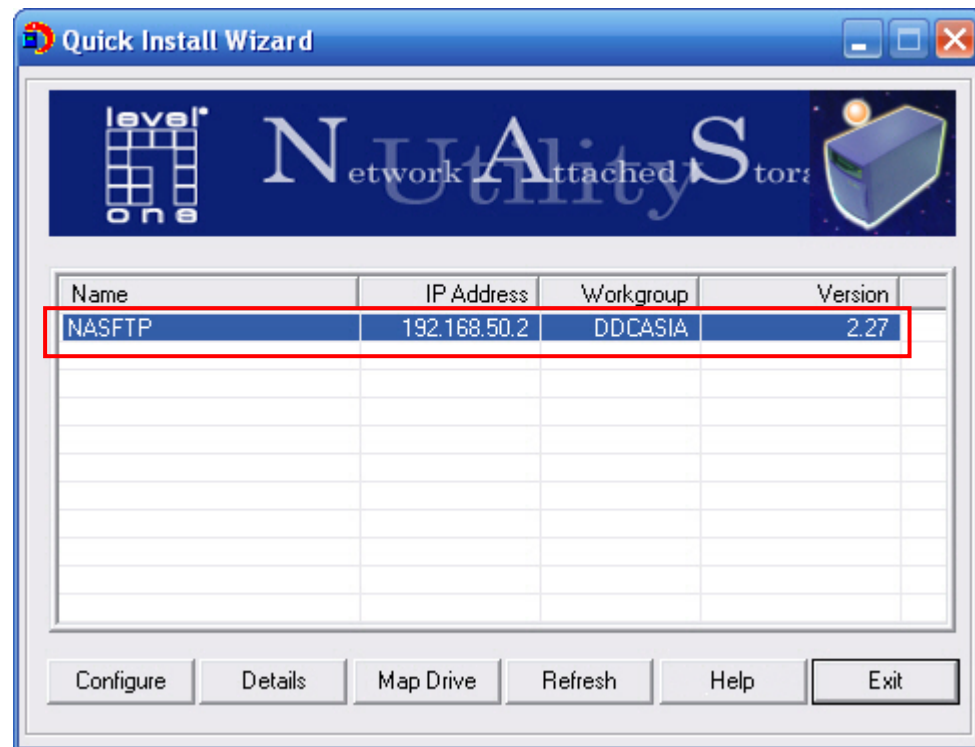 Quick Install Wizard
level one
Network Attached Stora
Utility
Name IP Address Workgroup Version
NASFTP 192.168.50.2 DDCASIA 2.27
Configure Details Map Drive Refresh Help Exit